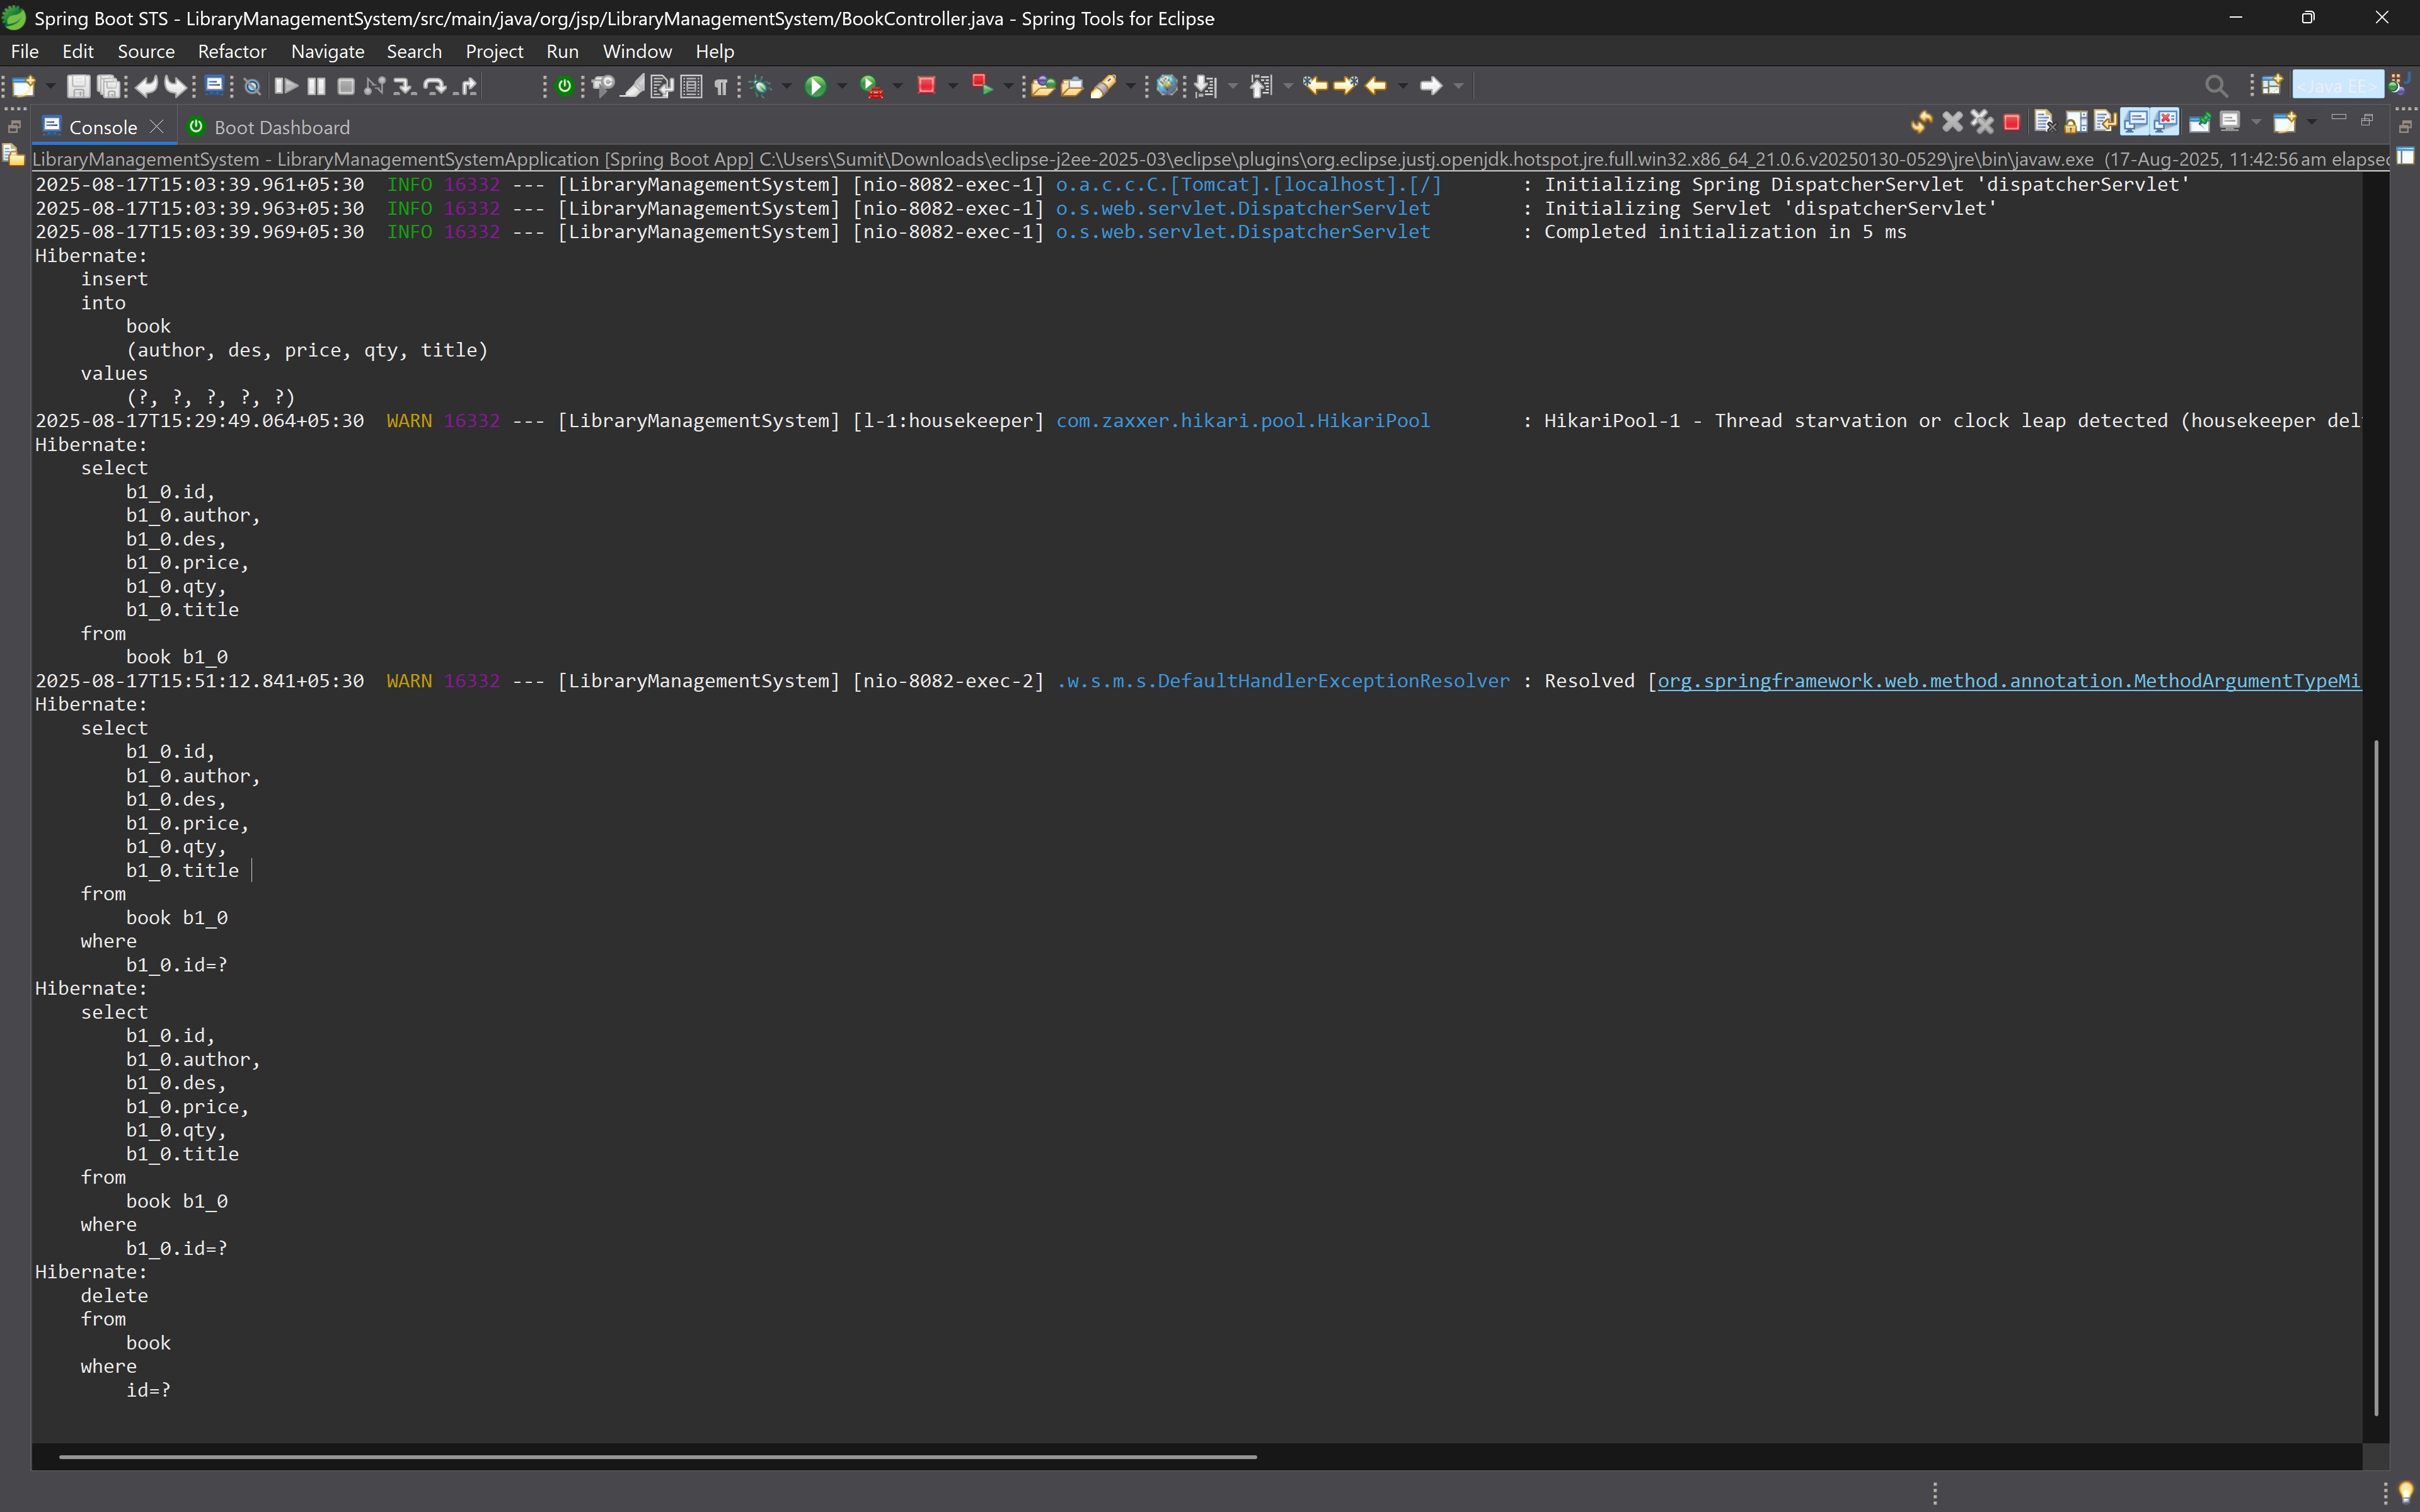 Spring Boot STS - LibraryManagementSystem/src/main/java/org/jsp/LibraryManagementSystem/BookController.java - Spring Tools for Eclipse
File Edit Source Refactor Navigate Search Project Run Window Help
<Java EE>
Console Boot Dashboard
LibraryManagementSystem - LibraryManagementSystemApplication [Spring Boot App] C:\Users\Sumit\Downloads\eclipse-j2ee-2025-03\eclipse\plugins\org.eclipse.justj.openjdk.hotspot.jre.full.win32.x86_64_21.0.6.v20250130-0529\jre\bin\javaw.exe (17-Aug-2025, 11:42:56 am elapsed
2025-08-17T15:03:39.961+05:30  INFO 16332 --- [LibraryManagementSystem] [nio-8082-exec-1] o.a.c.c.C.[Tomcat].[localhost].[/]       : Initializing Spring DispatcherServlet 'dispatcherServlet'
2025-08-17T15:03:39.963+05:30  INFO 16332 --- [LibraryManagementSystem] [nio-8082-exec-1] o.s.web.servlet.DispatcherServlet        : Initializing Servlet 'dispatcherServlet'
2025-08-17T15:03:39.969+05:30  INFO 16332 --- [LibraryManagementSystem] [nio-8082-exec-1] o.s.web.servlet.DispatcherServlet        : Completed initialization in 5 ms
Hibernate:
    insert
    into
        book
        (author, des, price, qty, title)
    values
        (?, ?, ?, ?, ?)
2025-08-17T15:29:49.064+05:30  WARN 16332 --- [LibraryManagementSystem] [l-1:housekeeper] com.zaxxer.hikari.pool.HikariPool        : HikariPool-1 - Thread starvation or clock leap detected (housekeeper del
Hibernate:
    select
        b1_0.id,
        b1_0.author,
        b1_0.des,
        b1_0.price,
        b1_0.qty,
        b1_0.title
    from
        book b1_0
2025-08-17T15:51:12.841+05:30  WARN 16332 --- [LibraryManagementSystem] [nio-8082-exec-2] .w.s.m.s.DefaultHandlerExceptionResolver : Resolved [org.springframework.web.method.annotation.MethodArgumentTypeMi
Hibernate:
    select
        b1_0.id,
        b1_0.author,
        b1_0.des,
        b1_0.price,
        b1_0.qty,
        b1_0.title
    from
        book b1_0
    where
        b1_0.id=?
Hibernate:
    select
        b1_0.id,
        b1_0.author,
        b1_0.des,
        b1_0.price,
        b1_0.qty,
        b1_0.title
    from
        book b1_0
    where
        b1_0.id=?
Hibernate:
    delete
    from
        book
    where
        id=?